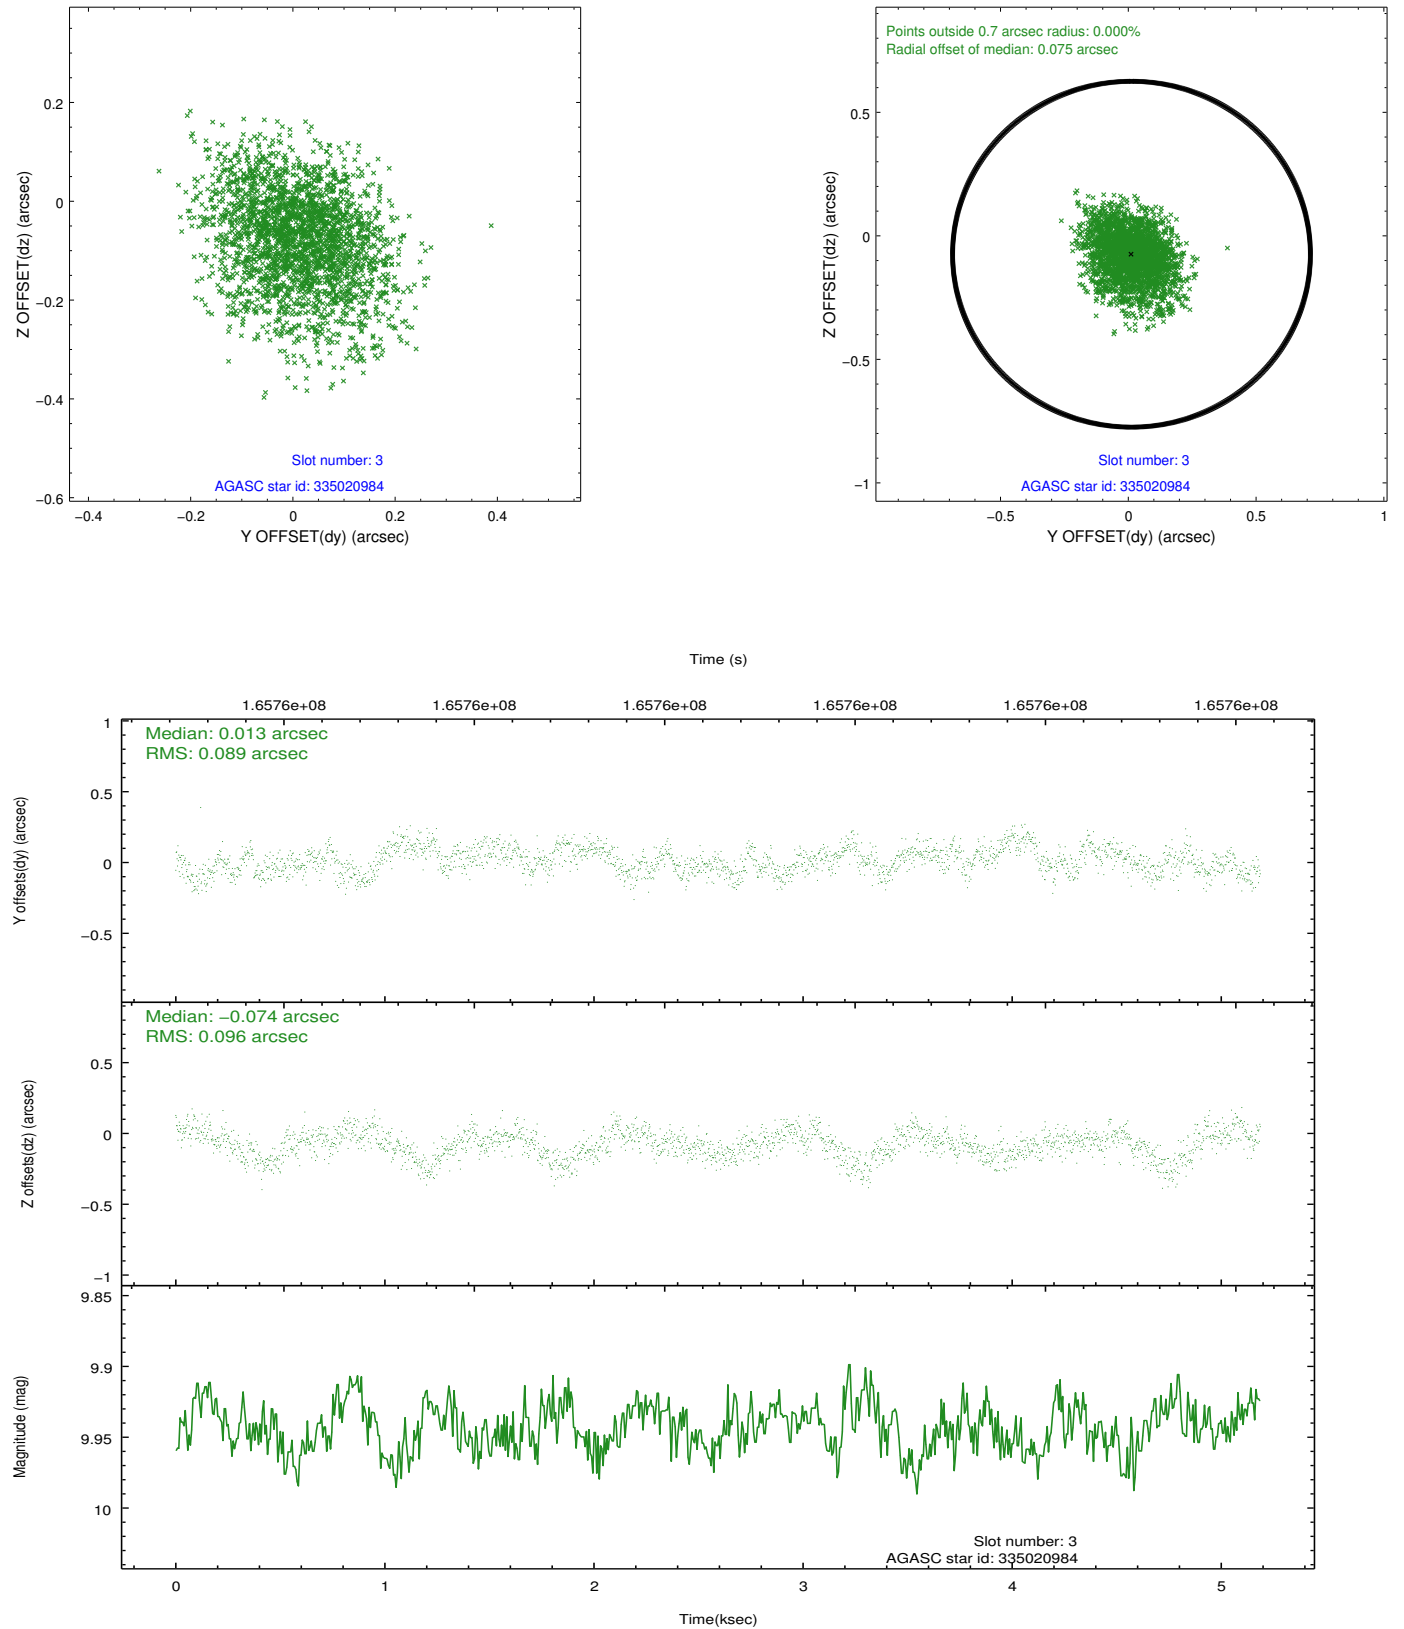 0.2
0
−0.2
−0.4
−0.6
Z OFFSET(dz) (arcsec)
Slot number: 3
AGASC star id: 335020984
−0.4 −0.2 0 0.2 0.4
Y OFFSET(dy) (arcsec)
Points outside 0.7 arcsec radius: 0.000%
Radial offset of median: 0.075 arcsec
0.5
0
−0.5
−1
Z OFFSET(dz) (arcsec)
Slot number: 3
AGASC star id: 335020984
−0.5 0 0.5 1
Y OFFSET(dy) (arcsec)
Time (s)
1.6576e+08 1.6576e+08 1.6576e+08 1.6576e+08 1.6576e+08 1.6576e+08
Median: 0.013 arcsec
RMS: 0.089 arcsec
1
0.5
0
−0.5
Y offsets(dy) (arcsec)
Median: −0.074 arcsec
RMS: 0.096 arcsec
0.5
0
−0.5
−1
Z offsets(dz) (arcsec)
9.85
9.9
9.95
10
Magnitude (mag)
Slot number: 3
AGASC star id: 335020984
0 1 2 3 4 5
Time(ksec)